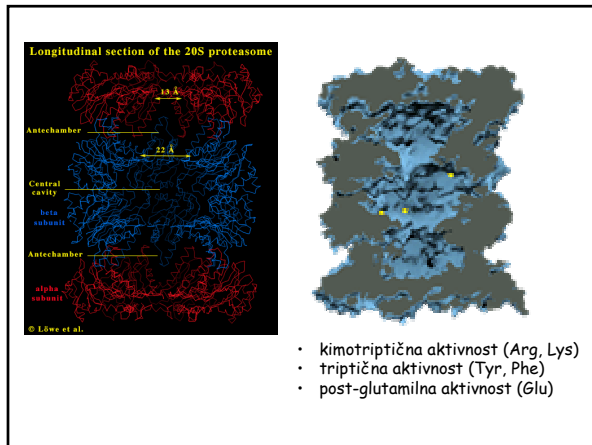 Longitudinal section of the 20S proteasome
13 Å
Antechamber
22 Å
Central
cavity
beta
subunit
Antechamber
alpha
subunit
© Löwe et al.
• kimotriptična aktivnost (Arg, Lys)
• triptična aktivnost (Tyr, Phe)
• post-glutamilna aktivnost (Glu)